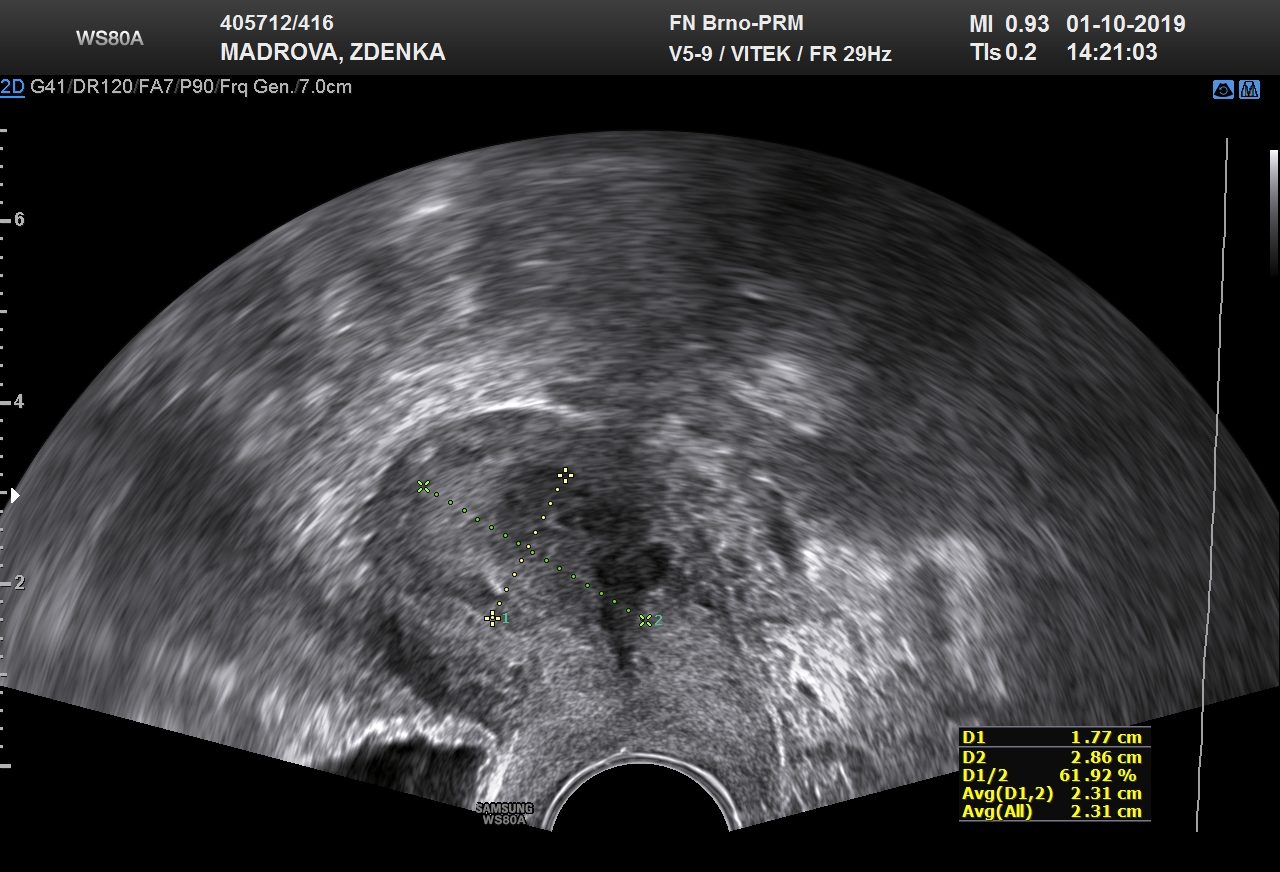 WS80A
405712/416
MADROVA, ZDENKA
FN Brno-PRM
V5-9 / VITEK / FR 29Hz
MI 0.93 01-10-2019
TIs 0.2 14:21:03
2D G41/DR120/FA7/P90/Frq Gen./7.0cm
6
4
2
1
2
D1 1.77 cm
D2 2.86 cm
D1/2 61.92 %
Avg(D1,2) 2.31 cm
Avg(All) 2.31 cm
SAMSUNG
WS80A